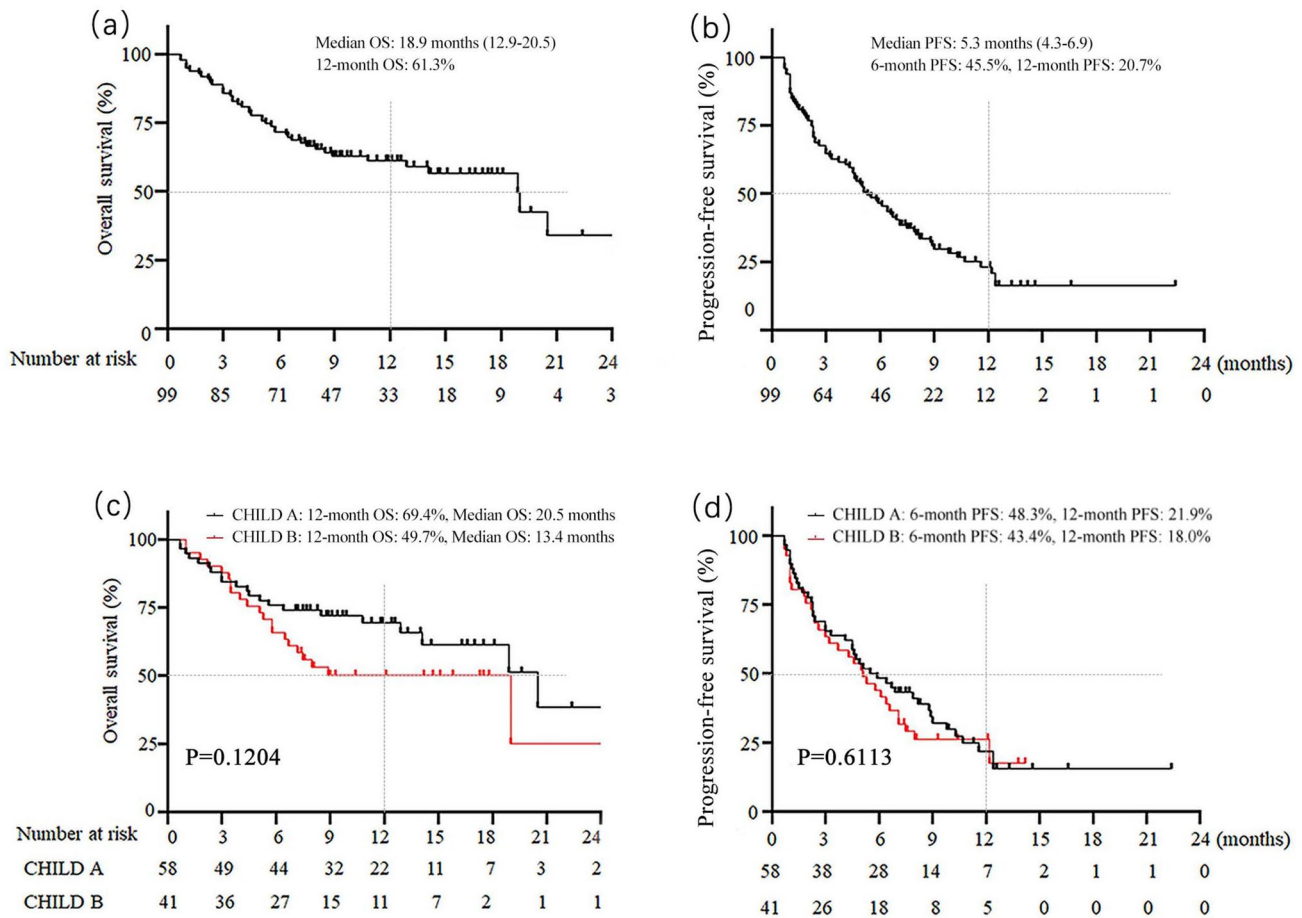 (a)
Median OS: 18.9 months (12.9-20.5)
12-month OS: 61.3%
Overall survival (%)
100
75
50
25
0
Number at risk 0 3 6 9 12 15 18 21 24
99 85 71 47 33 18 9 4 3
(b)
Median PFS: 5.3 months (4.3-6.9)
6-month PFS: 45.5%, 12-month PFS: 20.7%
Progression-free survival (%)
100
75
50
25
0
0 3 6 9 12 15 18 21 24 (months)
99 64 46 22 12 2 1 1 0
(c)
CHILD A: 12-month OS: 69.4%, Median OS: 20.5 months
CHILD B: 12-month OS: 49.7%, Median OS: 13.4 months
Overall survival (%)
100
75
50
25
0
P=0.1204
Number at risk 0 3 6 9 12 15 18 21 24
CHILD A 58 49 44 32 22 11 7 3 2
CHILD B 41 36 27 15 11 7 2 1 1
(d)
CHILD A: 6-month PFS: 48.3%, 12-month PFS: 21.9%
CHILD B: 6-month PFS: 43.4%, 12-month PFS: 18.0%
Progression-free survival (%)
100
75
50
25
0
P=0.6113
0 3 6 9 12 15 18 21 24 (months)
58 38 28 14 7 2 1 1 0
41 26 18 8 5 0 0 0 0